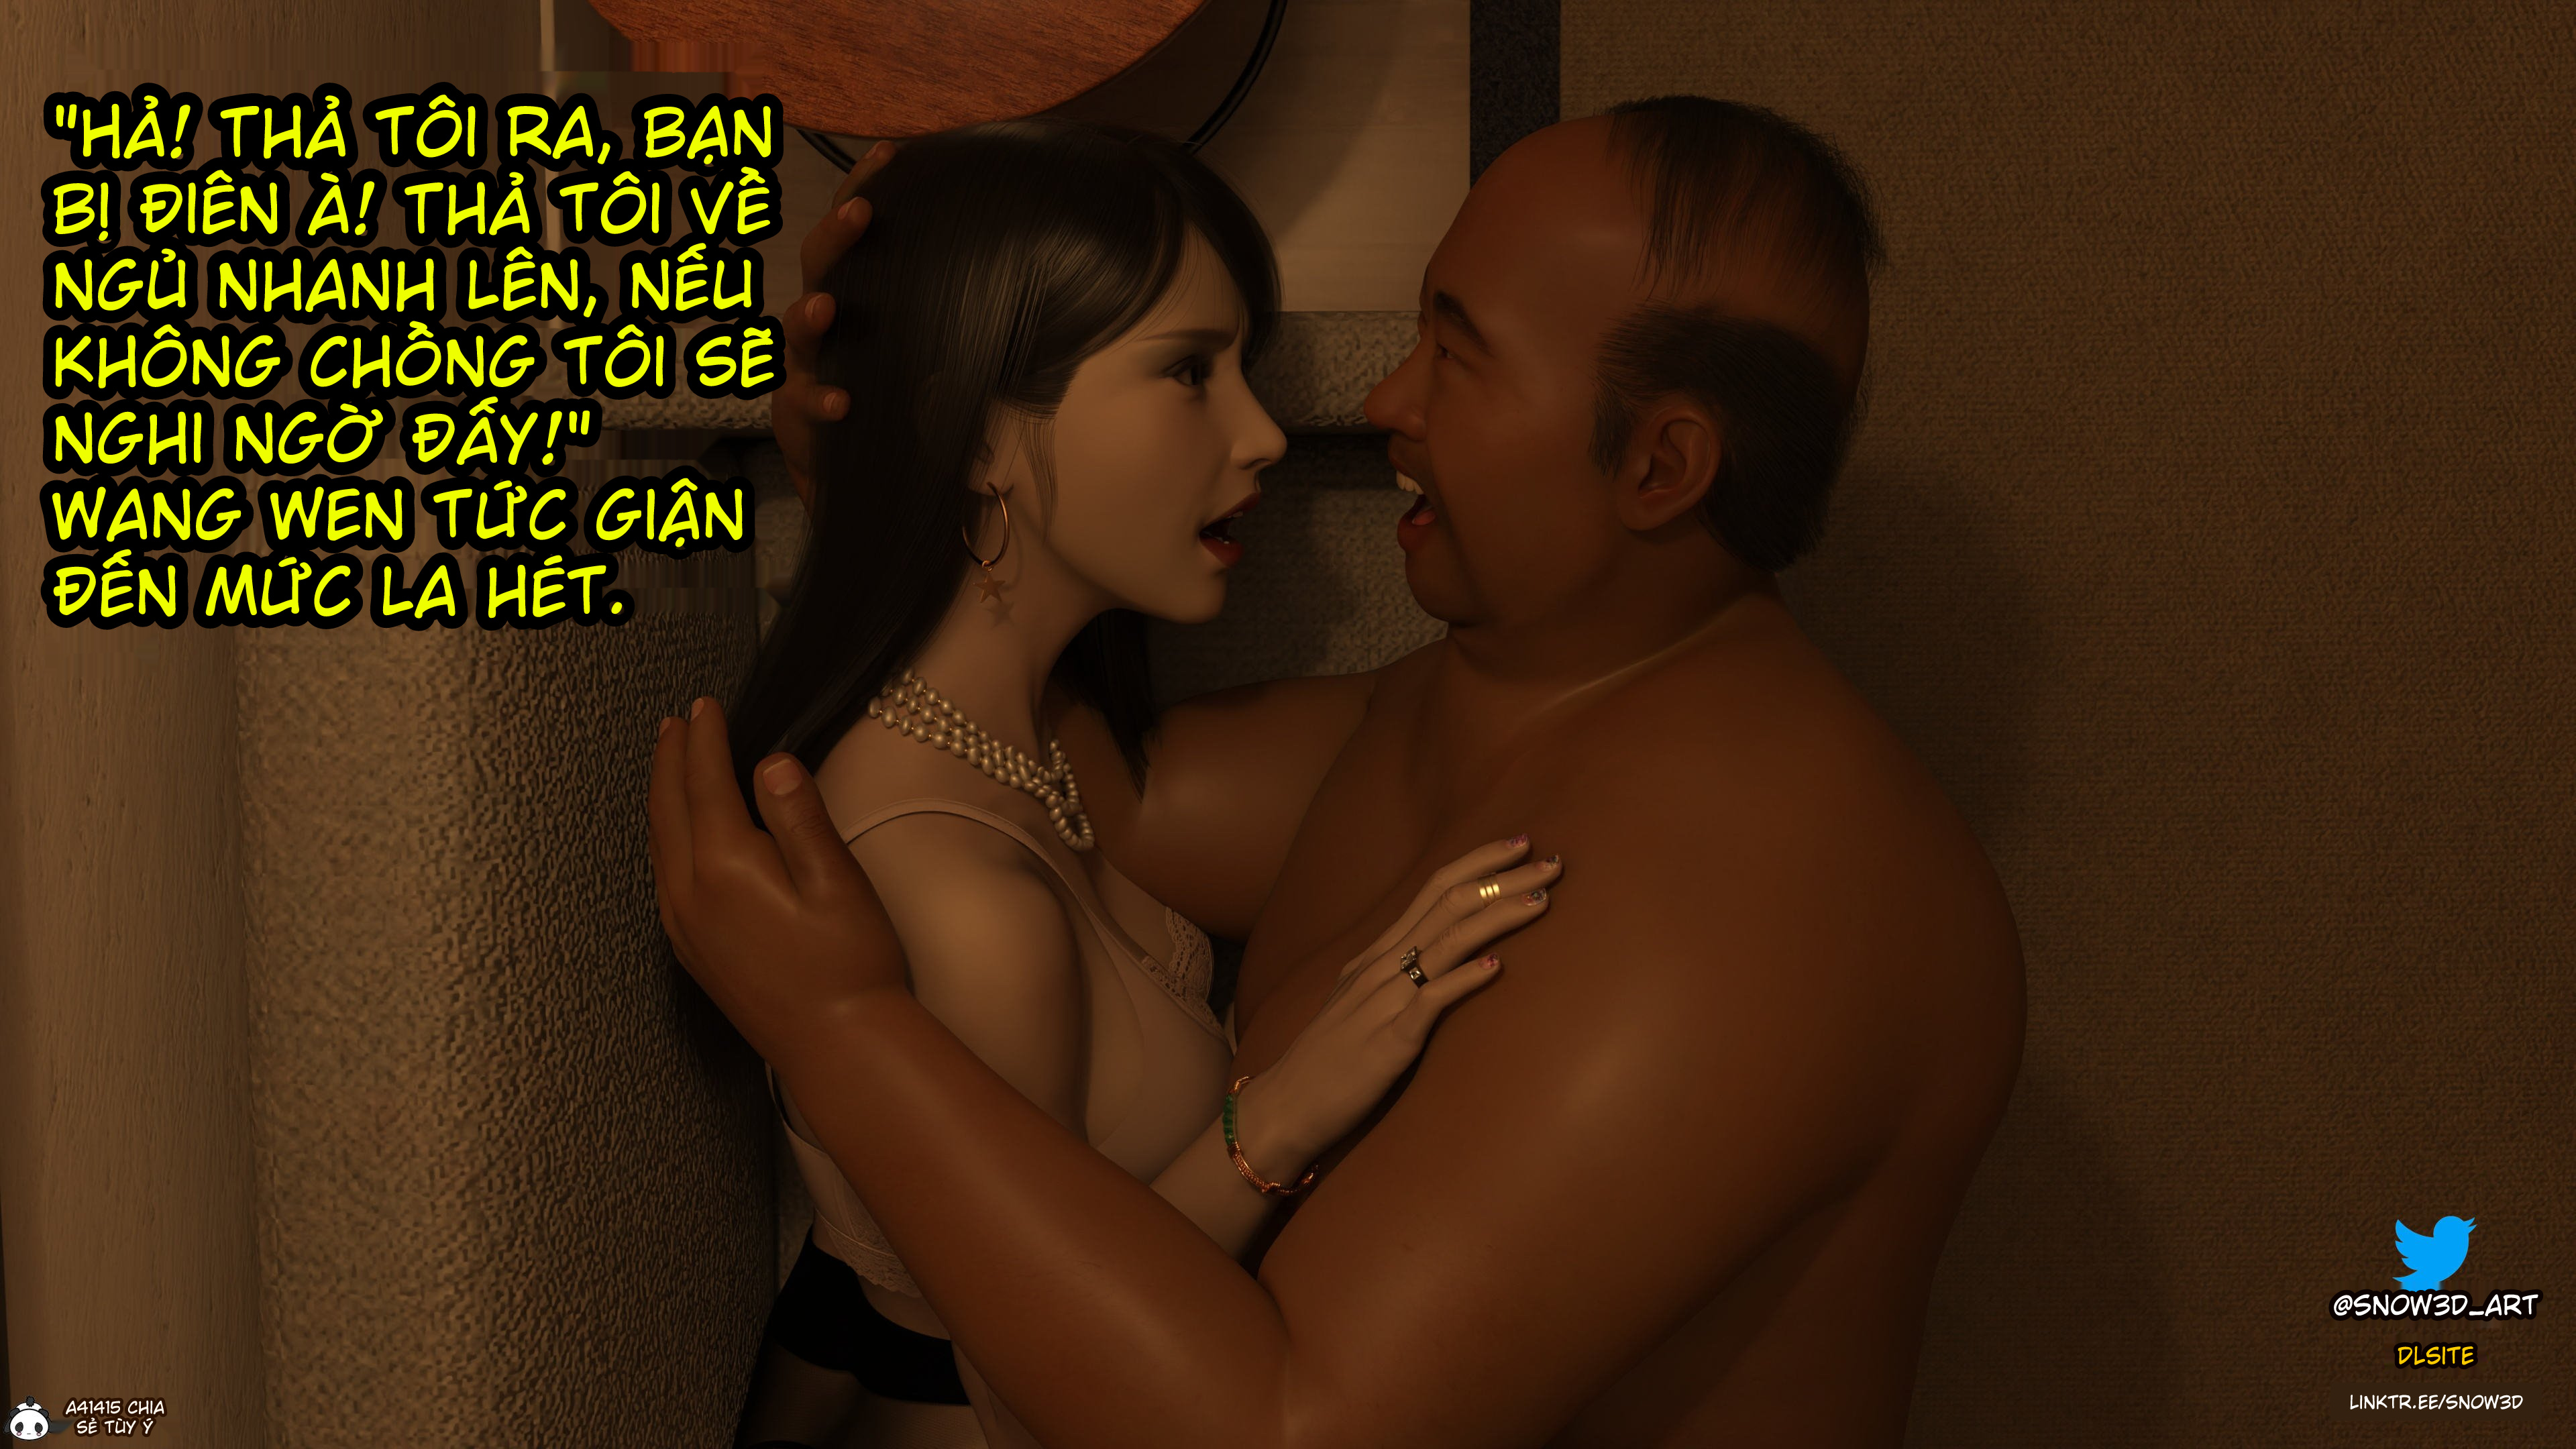 "HẢ! THẢ TÔI RA, BẠN
BỊ ĐIÊN À! THẢ TÔI VỀ
NGỦ NHANH LÊN, NẾU
KHÔNG CHỒNG TÔI SẼ
NGHI NGỜ ĐẤY!"
WANG WEN TỨC GIẬN
ĐẾN MỨC LA HÉT.
@SNOW3D_ART
DLSITE
LINKTR.EE/SNOW3D
A41415 CHIA
SẺ TÙY Ý